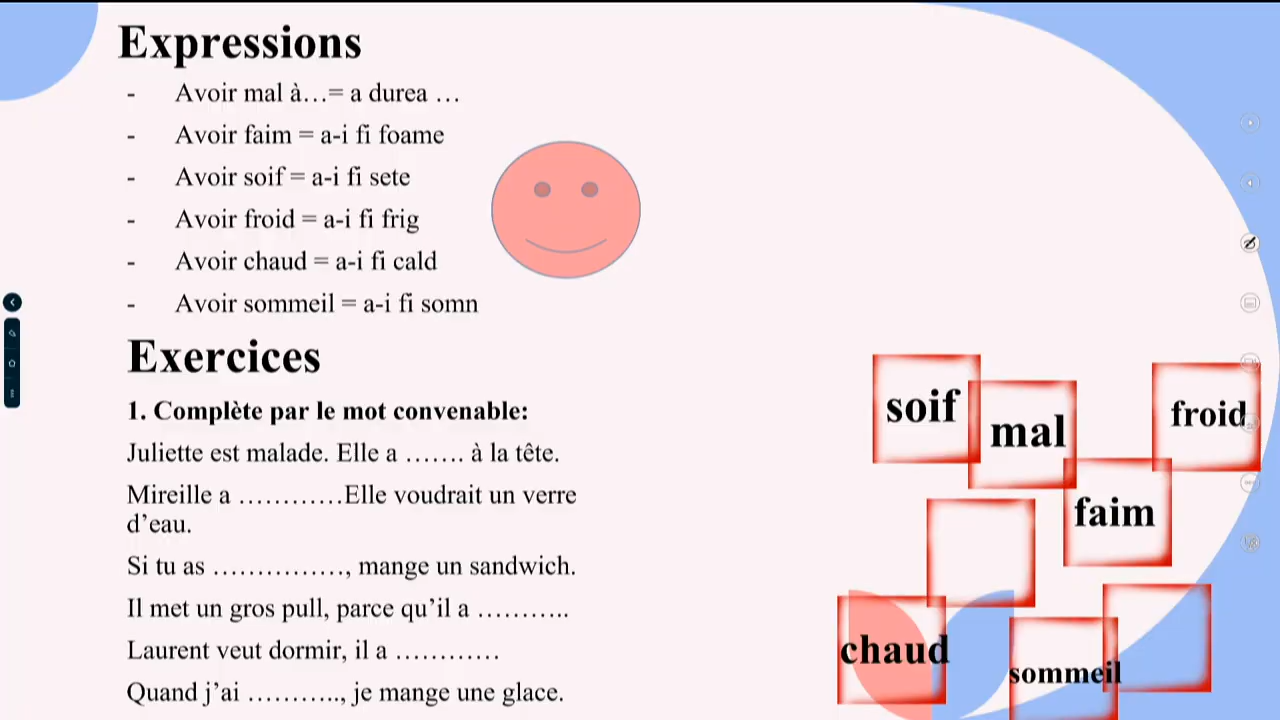 Expressions
- Avoir mal à…= a durea …
- Avoir faim = a-i fi foame
- Avoir soif = a-i fi sete
- Avoir froid = a-i fi frig
- Avoir chaud = a-i fi cald
- Avoir sommeil = a-i fi somn
Exercices
1. Complète par le mot convenable:
Juliette est malade. Elle a ……. à la tête.
Mireille a …………Elle voudrait un verre
d’eau.
Si tu as ……………, mange un sandwich.
Il met un gros pull, parce qu’il a ………..
Laurent veut dormir, il a …………
Quand j’ai ……….., je mange une glace.
soif
mal
froid
faim
chaud
sommeil